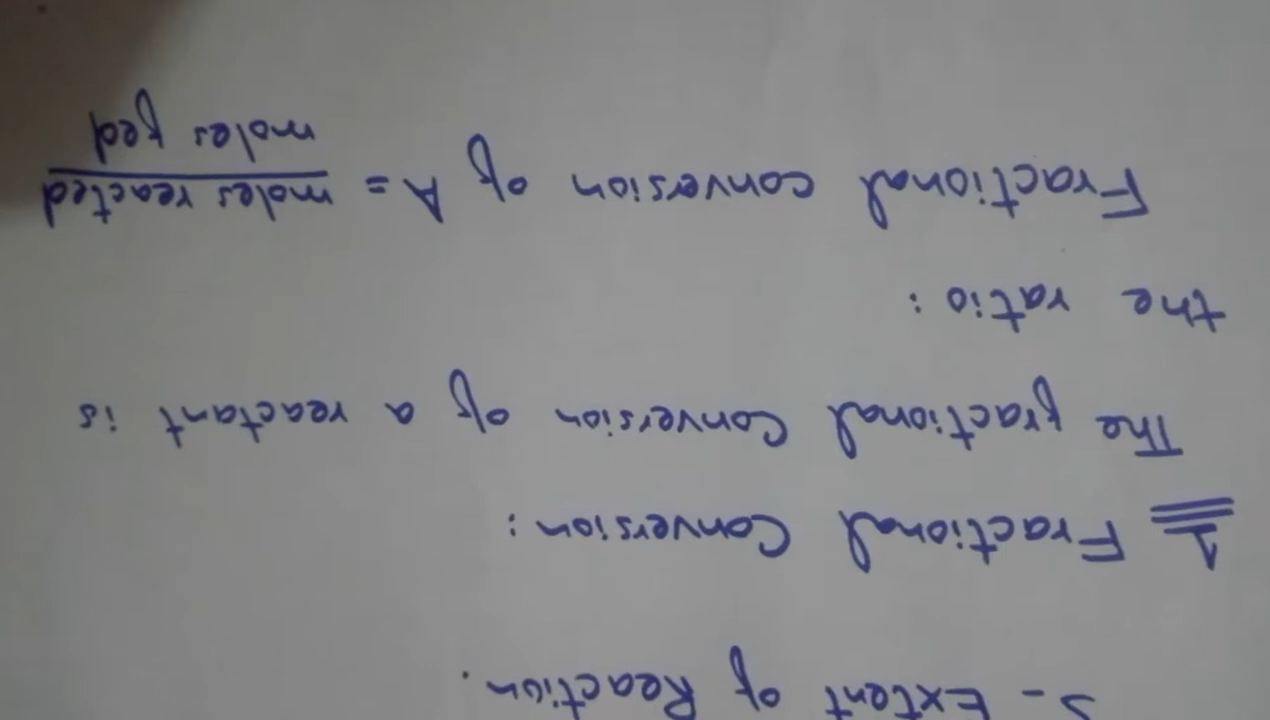 Extent of Reaction.
1 Fractional Conversion :
The fractional Conversion of a reactant is
the ratio :
Fractional conversion of A = moles reacted
moles fed